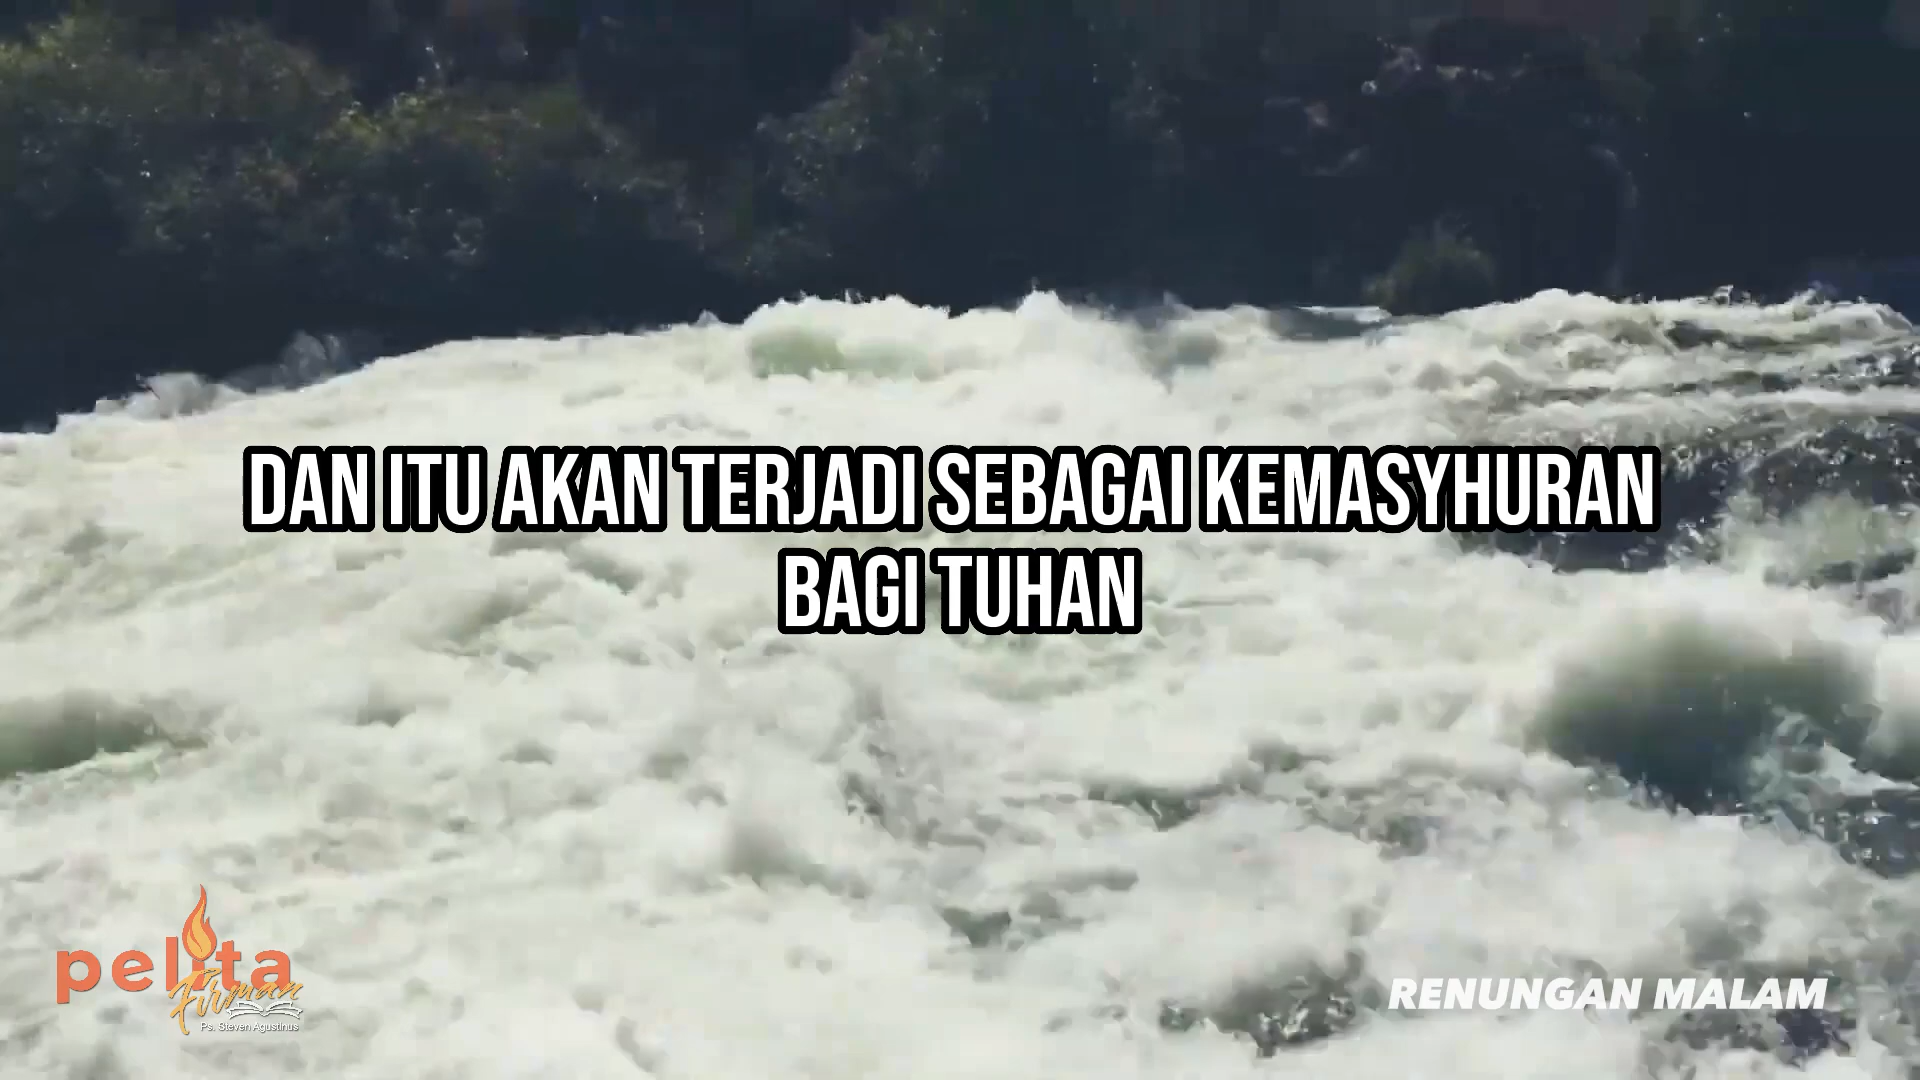 DAN ITU AKAN TERJADI SEBAGAI KEMASYHURAN
BAGI TUHAN
pelita
Firman
Ps. Steven Agustinus
RENUNGAN MALAM